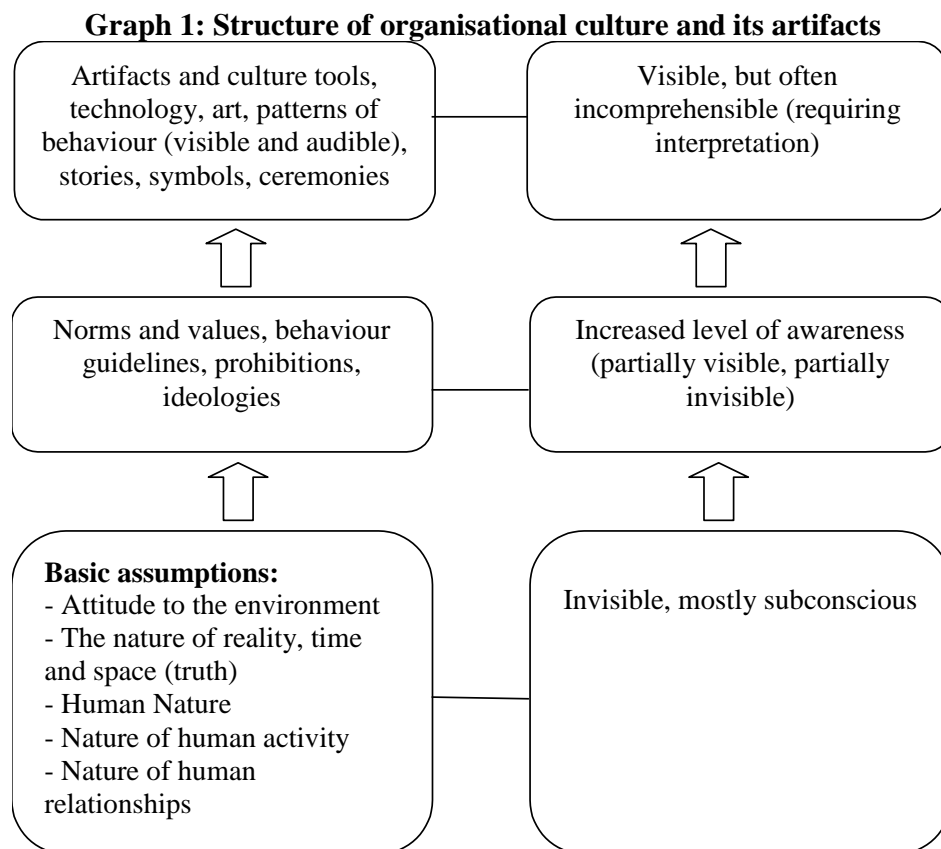 Graph 1: Structure of organisational culture and its artifacts
Artifacts and culture tools,
technology, art, patterns of
behaviour (visible and audible),
stories, symbols, ceremonies
Visible, but often
incomprehensible (requiring
interpretation)
Norms and values, behaviour
guidelines, prohibitions,
ideologies
Increased level of awareness
(partially visible, partially
invisible)
Basic assumptions:
- Attitude to the environment
- The nature of reality, time
and space (truth)
- Human Nature
- Nature of human activity
- Nature of human
relationships
Invisible, mostly subconscious